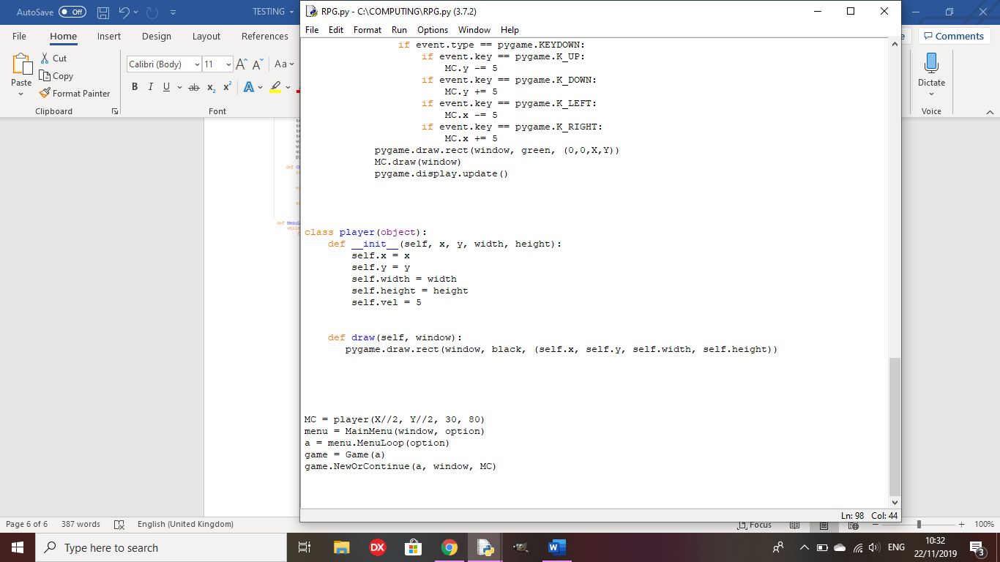 AutoSave Off TESTING
RPG.py - C:\COMPUTING\RPG.py (3.7.2)
File Home Insert Design Layout References
File Edit Format Run Options Window Help
Comments
Paste
Cut
Copy
Format Painter
Clipboard
Calibri (Body) 11
Aa
B I U ab x₂ x² A
Font
Dictate
Voice
if event.type == pygame.KEYDOWN:
if event.key == pygame.K_UP:
MC.y -= 5
if event.key == pygame.K_DOWN:
MC.y += 5
if event.key == pygame.K_LEFT:
MC.x -= 5
if event.key == pygame.K_RIGHT:
MC.x += 5
pygame.draw.rect(window, green, (0,0,X,Y))
MC.draw(window)
pygame.display.update()
class player(object):
def __init__(self, x, y, width, height):
self.x = x
self.y = y
self.width = width
self.height = height
self.vel = 5
def draw(self, window):
pygame.draw.rect(window, black, (self.x, self.y, self.width, self.height))
MC = player(X//2, Y//2, 30, 80)
menu = MainMenu(window, option)
a = menu.MenuLoop(option)
game = Game(a)
game.NewOrContinue(a, window, MC)
Ln: 98 Col: 44
Page 6 of 6 387 words English (United Kingdom)
Focus
100%
Type here to search
DX
ENG
10:32
22/11/2019
3